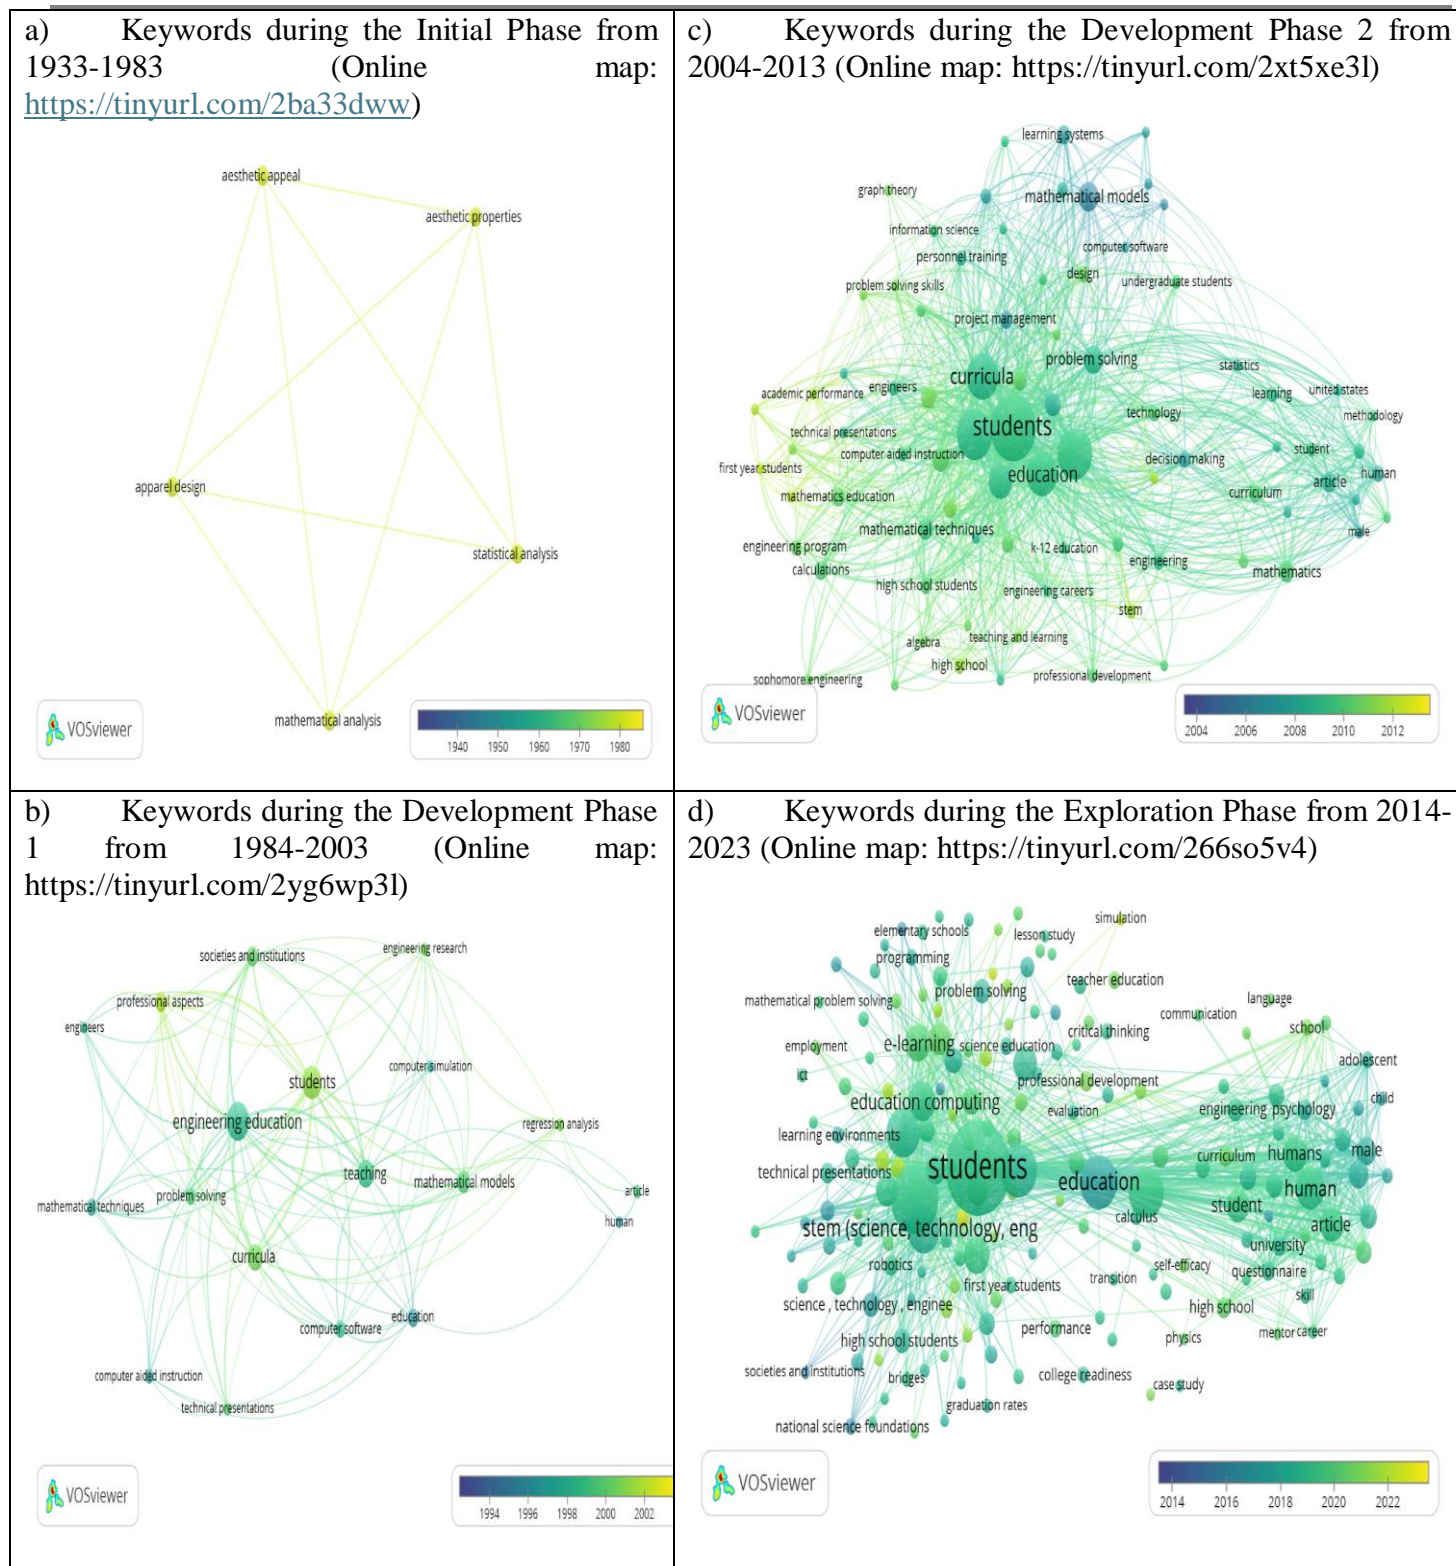 a) Keywords during the Initial Phase from
1933-1983 (Online map:
https://tinyurl.com/2ba33dww)
aesthetic appeal
aesthetic properties
apparel design
statistical analysis
mathematical analysis
VOSviewer
1940 1950 1960 1970 1980
c) Keywords during the Development Phase 2 from
2004-2013 (Online map: https://tinyurl.com/2xt5xe3l)
learning systems
graph theory
mathematical models
information science
computer software
personnel training
design
undergraduate students
problem solving skills
project management
problem solving
statistics
curricula
academic performance
engineers
learning
united states
technology
methodology
students
technical presentations
computer aided instruction
student
decision making
first year students
education
human
article
mathematics education
curriculum
mathematical techniques
male
engineering program
k-12 education
calculations
engineering
mathematics
high school students
engineering careers
stem
algebra
teaching and learning
high school
sophomore engineering
professional development
VOSviewer
2004 2006 2008 2010 2012
b) Keywords during the Development Phase
1 from 1984-2003 (Online map:
https://tinyurl.com/2yg6wp3l)
societies and institutions
engineering research
professional aspects
engineers
computer simulation
students
engineering education
regression analysis
teaching
mathematical models
problem solving
article
mathematical techniques
human
curricula
education
computer software
computer aided instruction
technical presentations
VOSviewer
1994 1996 1998 2000 2002
d) Keywords during the Exploration Phase from 2014-
2023 (Online map: https://tinyurl.com/266so5v4)
simulation
elementary schools
lesson study
programming
teacher education
problem solving
mathematical problem solving
language
communication
school
critical thinking
e-learning
science education
employment
adolescent
ict
professional development
child
education computing
evaluation
engineering
psychology
learning environments
curriculum
humans
male
technical presentations
students
education
human
student
calculus
article
stem (science, technology, eng
university
robotics
self-efficacy
questionnaire
transition
first year students
skill
science , technology , enginee
high school
performance
mentor
career
high school students
physics
societies and institutions
bridges
college readiness
case study
graduation rates
national science foundations
VOSviewer
2014 2016 2018 2020 2022